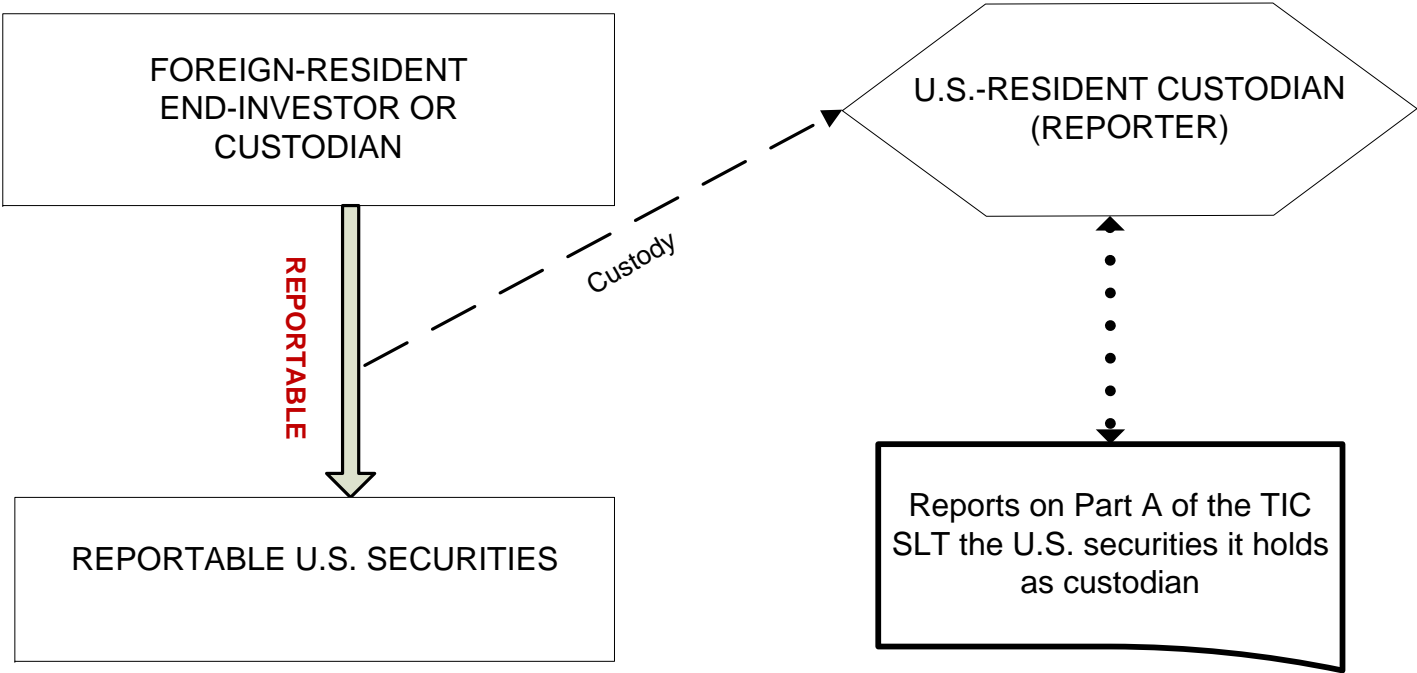 FOREIGN-RESIDENT
END-INVESTOR OR
CUSTODIAN
U.S.-RESIDENT CUSTODIAN
(REPORTER)
REPORTABLE
Custody
REPORTABLE U.S. SECURITIES
Reports on Part A of the TIC
SLT the U.S. securities it holds
as custodian